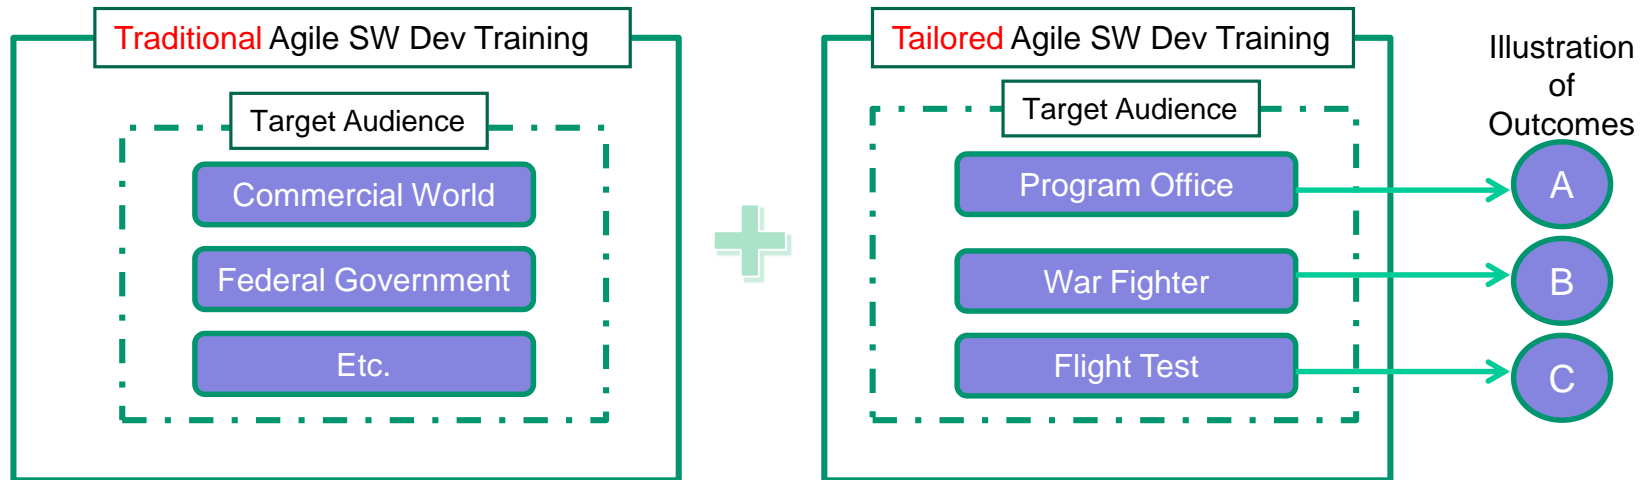 Traditional Agile SW Dev Training
Target Audience
Commercial World
Federal Government
Etc.
Tailored Agile SW Dev Training
Target Audience
Program Office
War Fighter
Flight Test
Illustration
of
Outcomes
A
B
C